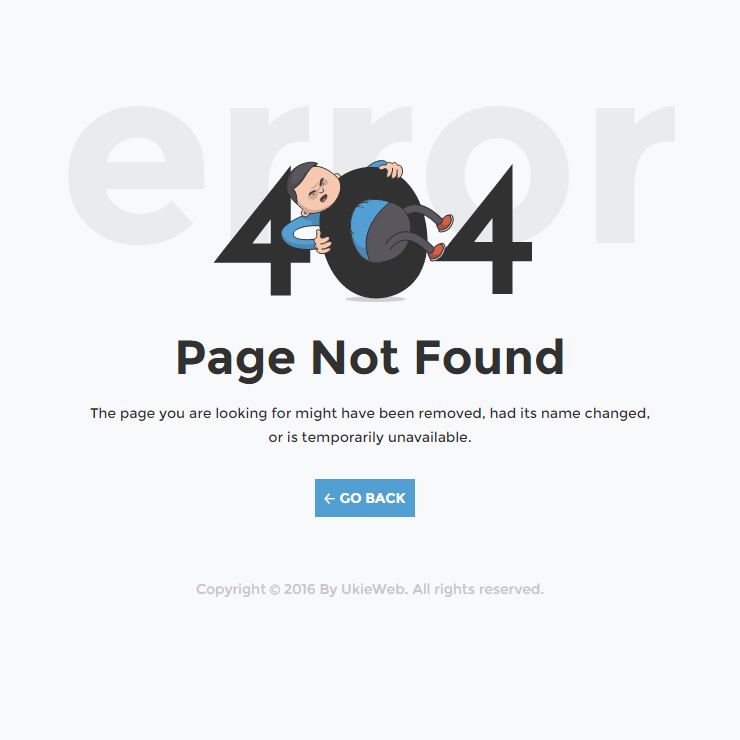 error
404
Page Not Found
The page you are looking for might have been removed, had its name changed,
or is temporarily unavailable.
← GO BACK
Copyright © 2016 By UkieWeb. All rights reserved.